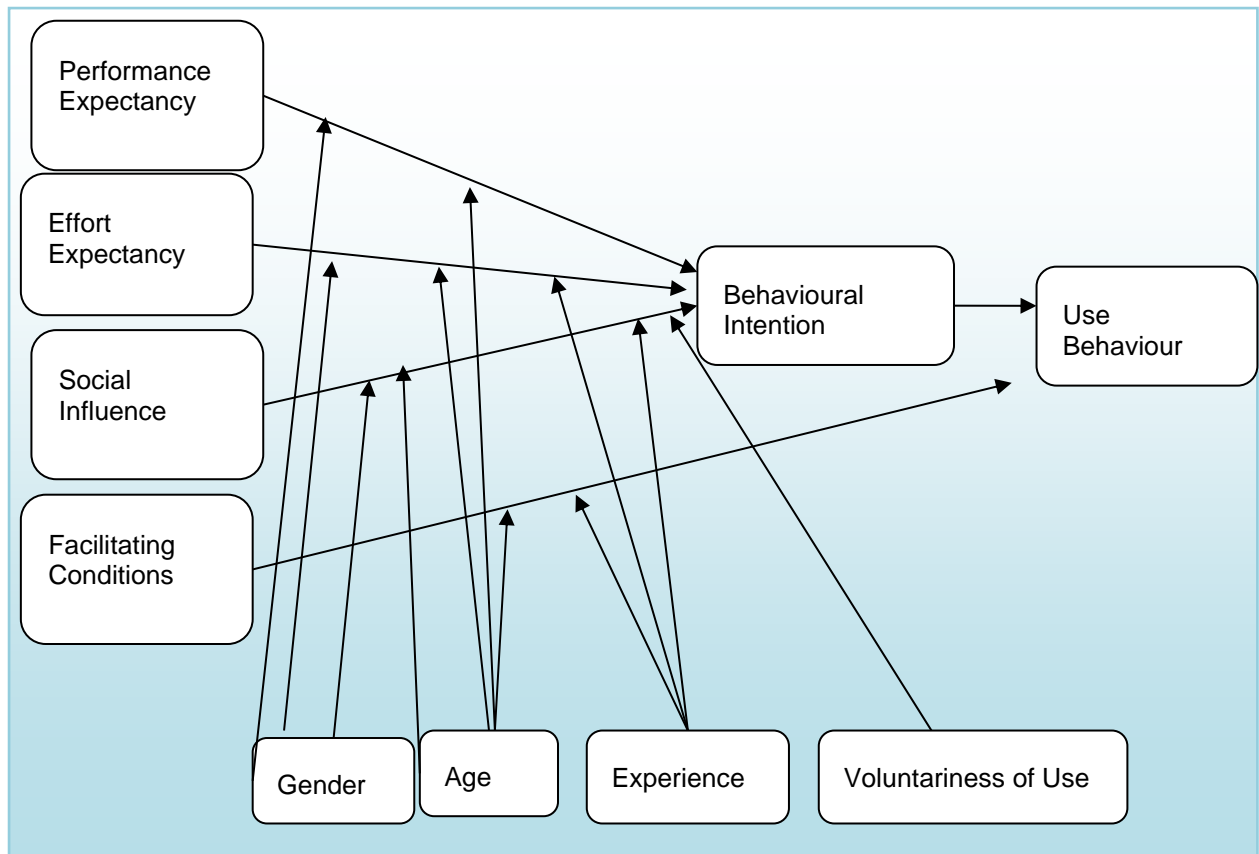 Performance
Expectancy
Effort
Expectancy
Social
Influence
Facilitating
Conditions
Behavioural
Intention
Use
Behaviour
Gender
Age
Experience
Voluntariness of Use